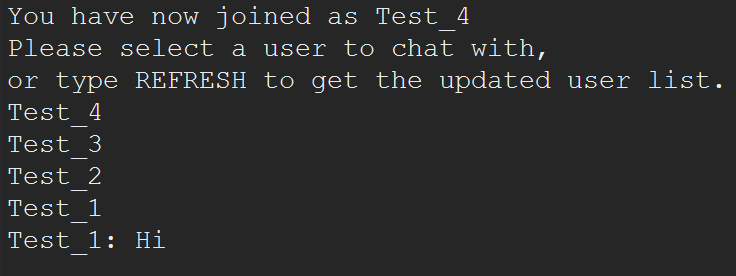 You have now joined as Test_4
Please select a user to chat with,
or type REFRESH to get the updated user list.
Test_4
Test_3
Test_2
Test_1
Test_1: Hi